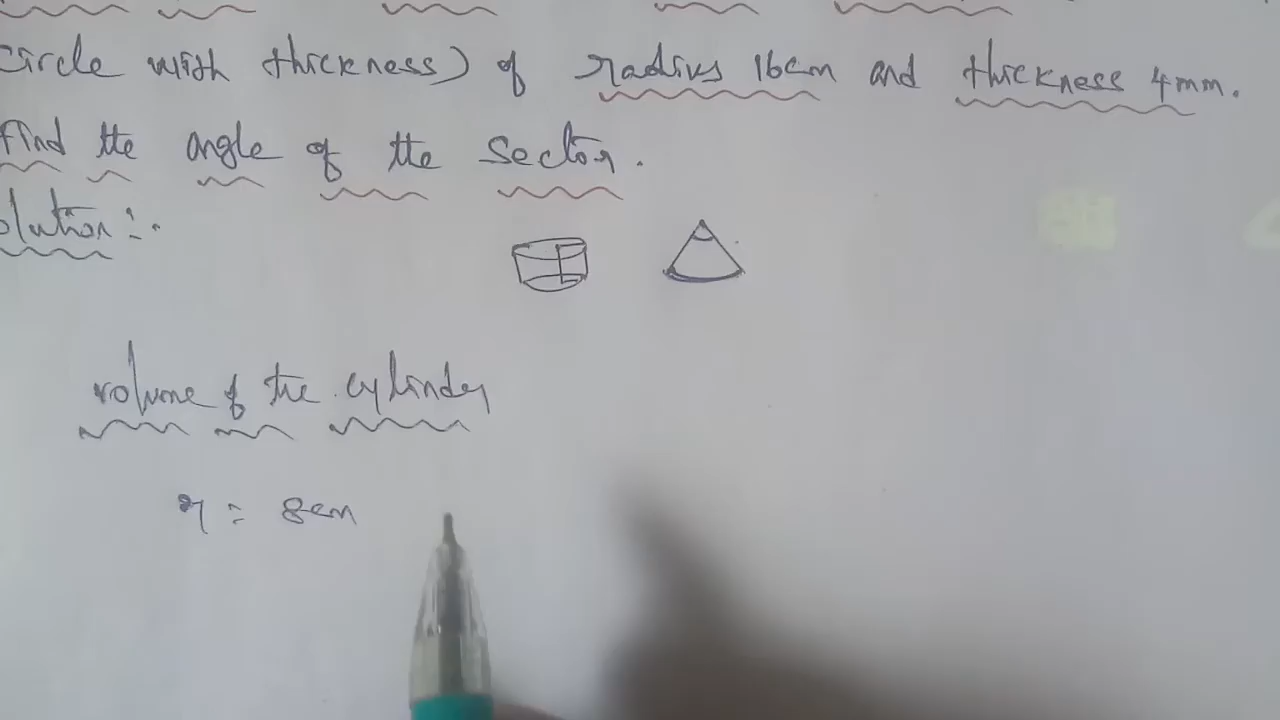 circle with thickness) of radius 16cm and thickness 4mm.
Find the angle of the sector.
olution :-
volume of the cylinder
r = 8cm